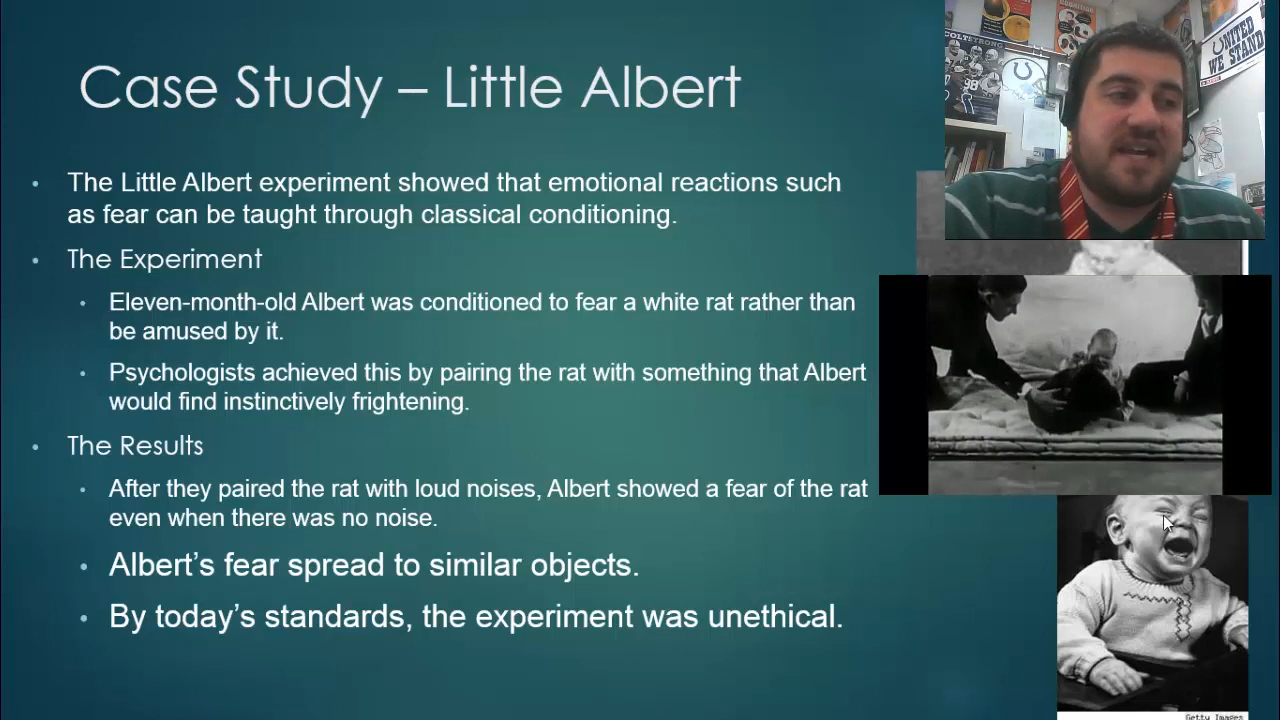 Case Study – Little Albert
The Little Albert experiment showed that emotional reactions such
as fear can be taught through classical conditioning.
The Experiment
Eleven-month-old Albert was conditioned to fear a white rat rather than
be amused by it.
Psychologists achieved this by pairing the rat with something that Albert
would find instinctively frightening.
The Results
After they paired the rat with loud noises, Albert showed a fear of the rat
even when there was no noise.
Albert’s fear spread to similar objects.
By today’s standards, the experiment was unethical.
COLTSTRONG
UNITED
WE STAND
Getty Images